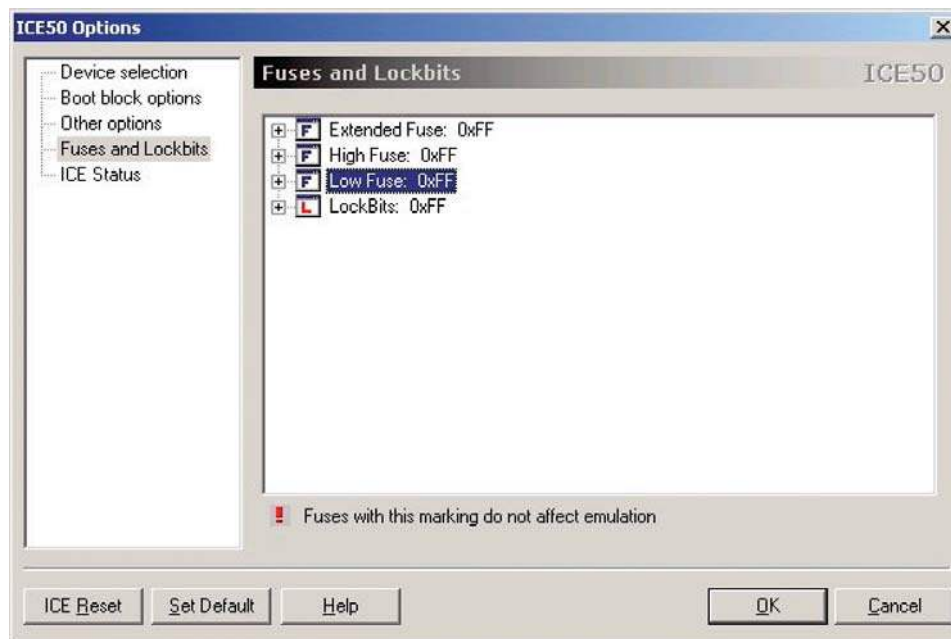 ICE50 Options
Device selection
Boot block options
Other options
Fuses and Lockbits
ICE Status
Fuses and Lockbits ICE50
F Extended Fuse: 0xFF
F High Fuse: 0xFF
F Low Fuse: 0xFF
L LockBits: 0xFF
! Fuses with this marking do not affect emulation
ICE Reset Set Default Help OK Cancel